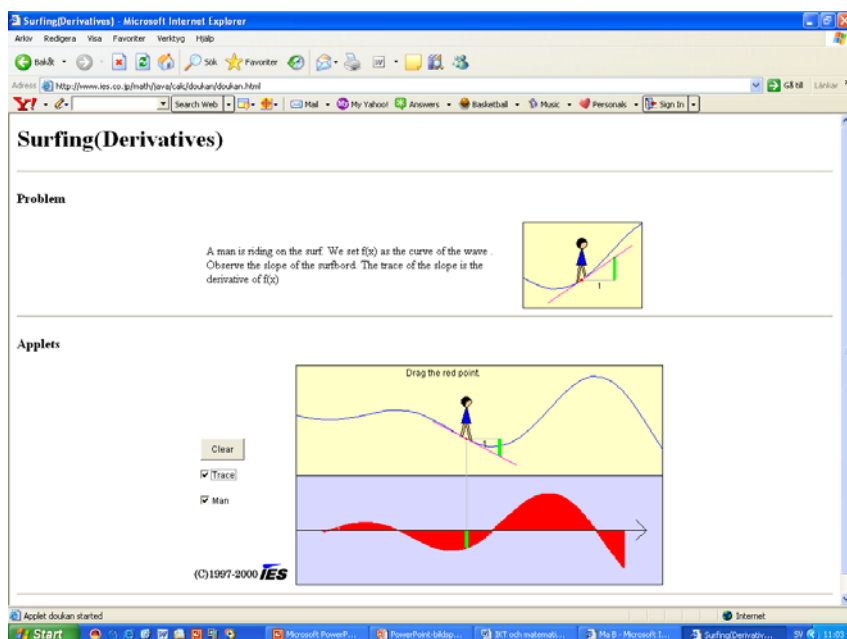 Surfing(Derivatives) - Microsoft Internet Explorer
Arkiv Redigera Visa Favoriter Verktyg Hjälp
Bakåt Sök Favoriter
Adress http://www.ies.co.jp/math/java/calc/doukan/doukan.html Gå till Länkar
Y! Search Web Mail My Yahoo! Answers Basketball Music Personals Sign In
Surfing(Derivatives)
Problem
A man is riding on the surf. We set f(x) as the curve of the wave .
Observe the slope of the surfbord. The trace of the slope is the
derivative of f(x)
1
Applets
Drag the red point.
1
Clear
Trace
Man
(C)1997-2000 IES
Applet doukan started Internet
Start Microsoft PowerP... PowerPoint-bildsp... IKT och matemati... Ma B - Microsoft I... Surfing(Derivativ... SV 11:03